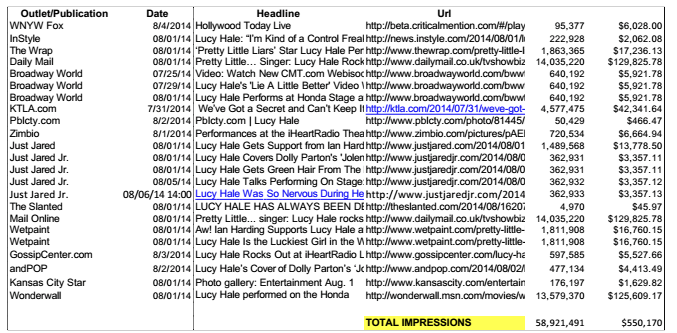 Outlet/Publication Date Headline Url
WNYW Fox 8/4/2014 Hollywood Today Live http://beta.criticalmention.com/#/play 95,377 $6,028.00
InStyle 08/01/14 Lucy Hale: "I'm Kind of a Control Freal http://news.instyle.com/2014/08/01/l 222,928 $2,062.08
The Wrap 08/01/14 'Pretty Little Liars' Star Lucy Hale Per http://www.thewrap.com/pretty-little-l 1,863,365 $17,236.13
Daily Mail 08/01/14 Pretty Little... Singer: Lucy Hale Rock http://www.dailymail.co.uk/tvshowbiz 14,035,220 $129,825.78
Broadway World 07/25/14 Video: Watch New CMT.com Webisod http://www.broadwayworld.com/bww 640,192 $5,921.78
Broadway World 07/29/14 Lucy Hale's 'Lie A Little Better' Video \ http://www.broadwayworld.com/bww 640,192 $5,921.78
Broadway World 08/01/14 Lucy Hale Performs at Honda Stage a http://www.broadwayworld.com/bww 640,192 $5,921.78
KTLA.com 7/31/2014 We've Got a Secret and Can't Keep It http://ktla.com/2014/07/31/weve-got- 4,577,475 $42,341.64
Pblcty.com 8/2/2014 Pblcty.com | Lucy Hale http://www.pblcty.com/photo/81445/ 50,429 $466.47
Zimbio 8/1/2014 Performances at the iHeartRadio Thea http://www.zimbio.com/pictures/pAEI 720,534 $6,664.94
Just Jared 08/01/14 Lucy Hale Gets Support from Ian Hard http://www.justjared.com/2014/08/01 1,489,568 $13,778.50
Just Jared Jr. 08/01/14 Lucy Hale Covers Dolly Parton's 'Jolen http://www.justjaredjr.com/2014/08/0 362,931 $3,357.11
Just Jared Jr. 08/01/14 Lucy Hale Gets Green Hair From The http://www.justjaredjr.com/2014/08/0 362,931 $3,357.11
Just Jared Jr. 08/05/14 Lucy Hale Talks Performing On Stage http://www.justjaredjr.com/2014/08/0 362,932 $3,357.12
Just Jared Jr. 08/06/14 14:00 Lucy Hale Was So Nervous During He http://www.justjaredjr.com/2014 362,933 $3,357.13
The Slanted 08/01/14 LUCY HALE HAS ALWAYS BEEN DE http://theslanted.com/2014/08/16207 4,970 $45.97
Mail Online 08/01/14 Pretty Little... singer: Lucy Hale rocks http://www.dailymail.co.uk/tvshowbiz 14,035,220 $129,825.78
Wetpaint 08/01/14 Aw! Ian Harding Supports Lucy Hale a http://www.wetpaint.com/pretty-little- 1,811,908 $16,760.15
Wetpaint 08/01/14 Lucy Hale Is the Luckiest Girl in the W http://www.wetpaint.com/pretty-little- 1,811,908 $16,760.15
GossipCenter.com 8/3/2014 Lucy Hale Rocks Out at iHeartRadio L http://www.gossipcenter.com/lucy-ha 597,585 $5,527.66
andPOP 8/2/2014 Lucy Hale's Cover of Dolly Parton's 'Jo http://www.andpop.com/2014/08/02/l 477,134 $4,413.49
Kansas City Star 08/01/14 Photo gallery: Entertainment Aug. 1 http://www.kansascity.com/entertain 176,197 $1,629.82
Wonderwall 08/01/14 Lucy Hale performed on the Honda http://wonderwall.msn.com/movies/w 13,579,370 $125,609.17
TOTAL IMPRESSIONS 58,921,491 $550,170